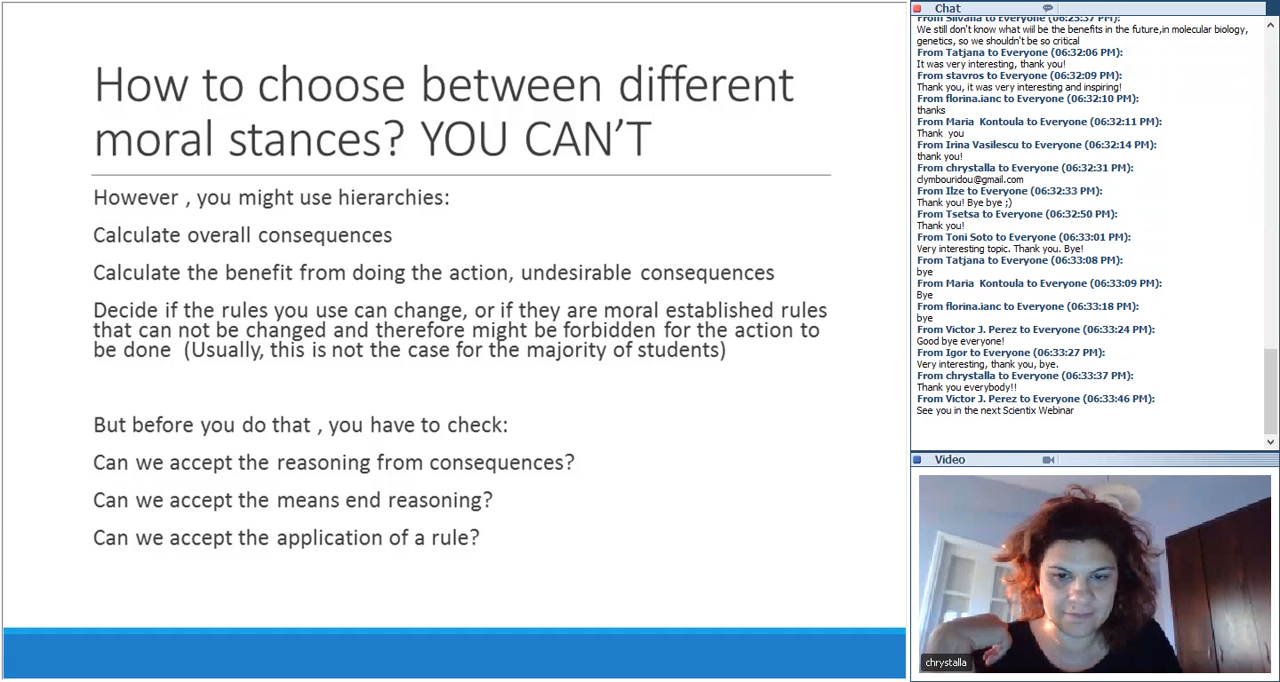 How to choose between different
moral stances? YOU CAN'T
However , you might use hierarchies:
Calculate overall consequences
Calculate the benefit from doing the action, undesirable consequences
Decide if the rules you use can change, or if they are moral established rules
that can not be changed and therefore might be forbidden for the action to
be done (Usually, this is not the case for the majority of students)
But before you do that , you have to check:
Can we accept the reasoning from consequences?
Can we accept the means end reasoning?
Can we accept the application of a rule?
Chat
From Silvana to Everyone (06:25:37 PM):
We still don't know what wiil be the benefits in the future,in molecular biology,
genetics, so we shouldn't be so critical
From Tatjana to Everyone (06:32:06 PM):
It was very interesting, thank you!
From stavros to Everyone (06:32:09 PM):
Thank you, it was very interesting and inspiring!
From florina.ianc to Everyone (06:32:10 PM):
thanks
From Maria Kontoula to Everyone (06:32:11 PM):
Thank you
From Irina Vasilescu to Everyone (06:32:14 PM):
thank you!
From chrystalla to Everyone (06:32:31 PM):
clymbouridou@gmail.com
From Ilze to Everyone (06:32:33 PM):
Thank you! Bye bye ;)
From Tsetsa to Everyone (06:32:50 PM):
Thank you!
From Toni Soto to Everyone (06:33:01 PM):
Very interesting topic. Thank you. Bye!
From Tatjana to Everyone (06:33:08 PM):
bye
From Maria Kontoula to Everyone (06:33:09 PM):
Bye
From florina.ianc to Everyone (06:33:18 PM):
bye
From Victor J. Perez to Everyone (06:33:24 PM):
Good bye everyone!
From Igor to Everyone (06:33:27 PM):
Very interesting, thank you, bye.
From chrystalla to Everyone (06:33:37 PM):
Thank you everybody!!
From Victor J. Perez to Everyone (06:33:46 PM):
See you in the next Scientix Webinar
Video
chrystalla